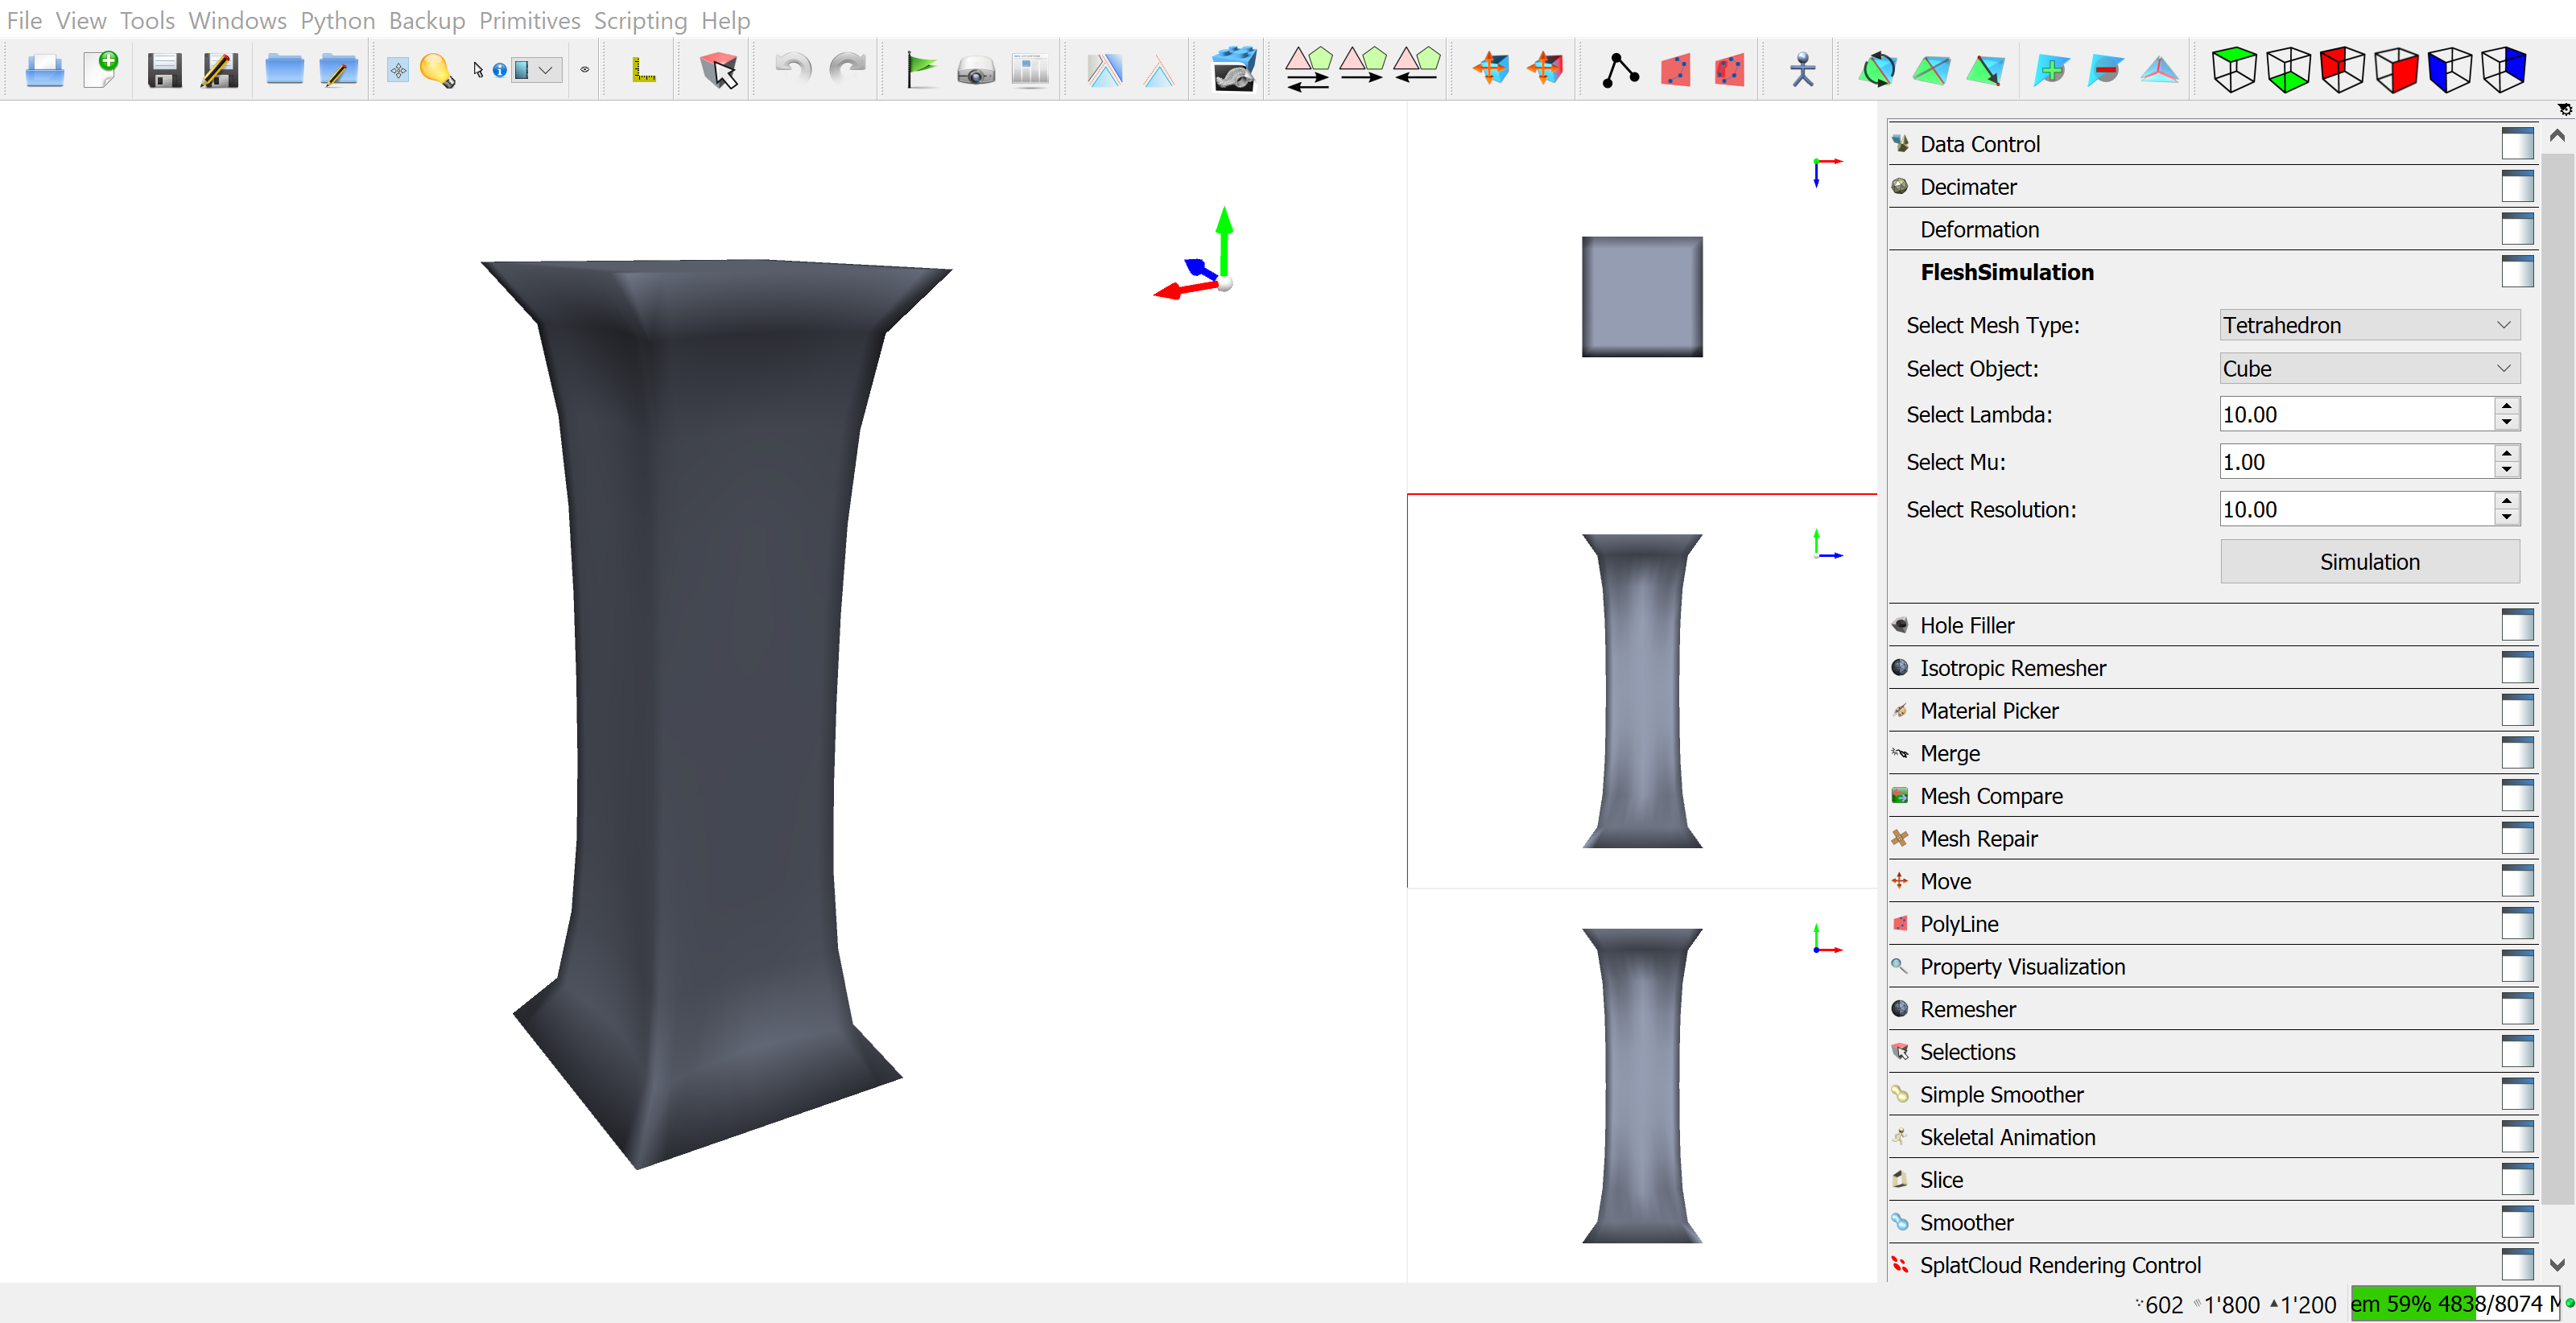 File View Tools Windows Python Backup Primitives Scripting Help
Data Control
Decimater
Deformation
FleshSimulation
Select Mesh Type: Tetrahedron
Select Object: Cube
Select Lambda: 10.00
Select Mu: 1.00
Select Resolution: 10.00
Simulation
Hole Filler
Isotropic Remesher
Material Picker
Merge
Mesh Compare
Mesh Repair
Move
PolyLine
Property Visualization
Remesher
Selections
Simple Smoother
Skeletal Animation
Slice
Smoother
SplatCloud Rendering Control
602 1'800 1'200 em 59% 4838/8074 M